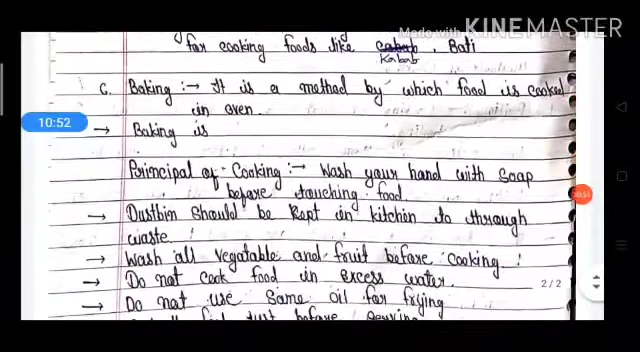 Made with KINEMASTER
for cooking foods like Kabab, Bati
C. Baking :→ It is a method by which food is cooked
in oven.
10:52
→ Baking is
Principal of Cooking :→ Wash your hand with Soap
before touching food.
→ Dustbin should be kept in kitchen to through
waste.
→ Wash all vegatable and fruit before cooking.
→ Do not cook food in excess water.
2/2
→ Do not use same oil for frying
just before serving